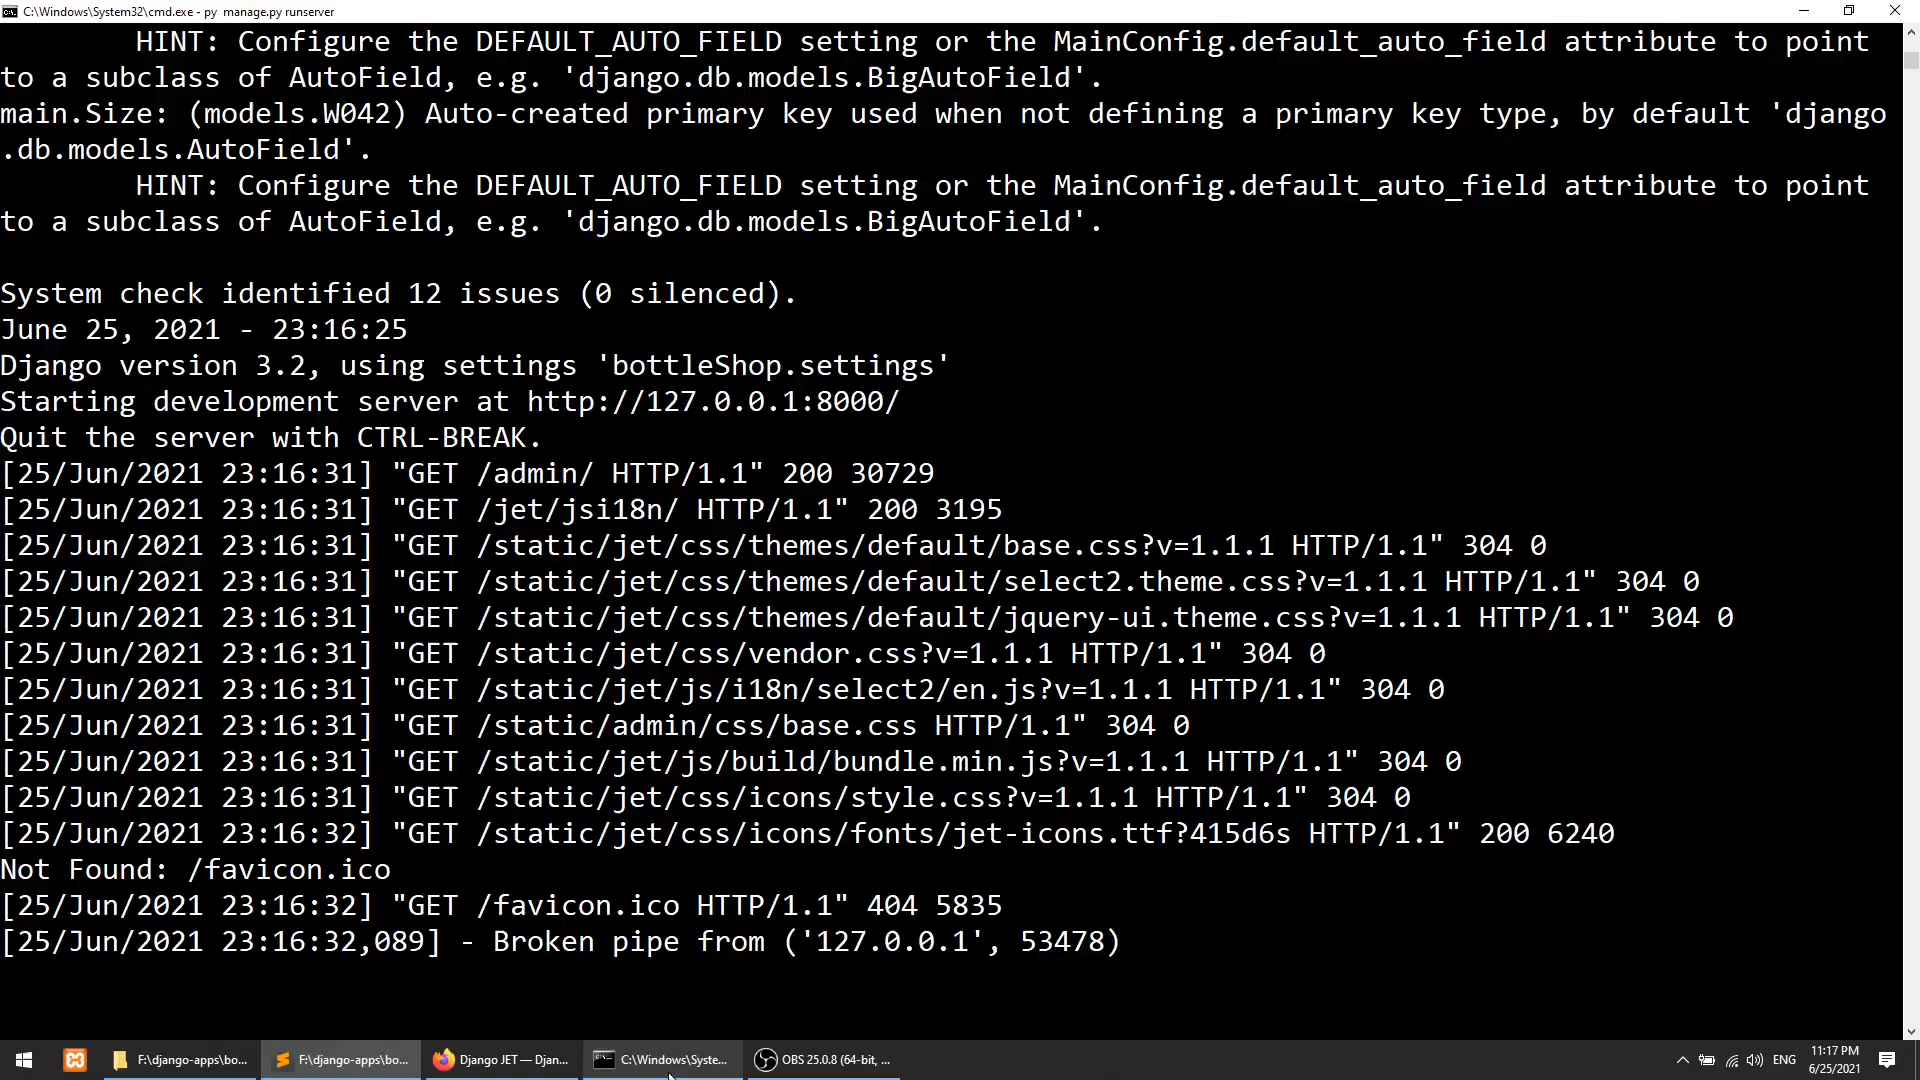 C:\Windows\System32\cmd.exe - py  manage.py runserver
HINT: Configure the DEFAULT_AUTO_FIELD setting or the MainConfig.default_auto_field attribute to point
to a subclass of AutoField, e.g. 'django.db.models.BigAutoField'.
main.Size: (models.W042) Auto-created primary key used when not defining a primary key type, by default 'django
.db.models.AutoField'.
HINT: Configure the DEFAULT_AUTO_FIELD setting or the MainConfig.default_auto_field attribute to point
to a subclass of AutoField, e.g. 'django.db.models.BigAutoField'.
System check identified 12 issues (0 silenced).
June 25, 2021 - 23:16:25
Django version 3.2, using settings 'bottleShop.settings'
Starting development server at http://127.0.0.1:8000/
Quit the server with CTRL-BREAK.
[25/Jun/2021 23:16:31] "GET /admin/ HTTP/1.1" 200 30729
[25/Jun/2021 23:16:31] "GET /jet/jsi18n/ HTTP/1.1" 200 3195
[25/Jun/2021 23:16:31] "GET /static/jet/css/themes/default/base.css?v=1.1.1 HTTP/1.1" 304 0
[25/Jun/2021 23:16:31] "GET /static/jet/css/themes/default/select2.theme.css?v=1.1.1 HTTP/1.1" 304 0
[25/Jun/2021 23:16:31] "GET /static/jet/css/themes/default/jquery-ui.theme.css?v=1.1.1 HTTP/1.1" 304 0
[25/Jun/2021 23:16:31] "GET /static/jet/css/vendor.css?v=1.1.1 HTTP/1.1" 304 0
[25/Jun/2021 23:16:31] "GET /static/jet/js/i18n/select2/en.js?v=1.1.1 HTTP/1.1" 304 0
[25/Jun/2021 23:16:31] "GET /static/admin/css/base.css HTTP/1.1" 304 0
[25/Jun/2021 23:16:31] "GET /static/jet/js/build/bundle.min.js?v=1.1.1 HTTP/1.1" 304 0
[25/Jun/2021 23:16:31] "GET /static/jet/css/icons/style.css?v=1.1.1 HTTP/1.1" 304 0
[25/Jun/2021 23:16:32] "GET /static/jet/css/icons/fonts/jet-icons.ttf?415d6s HTTP/1.1" 200 6240
Not Found: /favicon.ico
[25/Jun/2021 23:16:32] "GET /favicon.ico HTTP/1.1" 404 5835
[25/Jun/2021 23:16:32,089] - Broken pipe from ('127.0.0.1', 53478)
F:\django-apps\bo...
F:\django-apps\bo...
Django JET — Djan...
C:\Windows\Syste...
OBS 25.0.8 (64-bit, ...
ENG
11:17 PM
6/25/2021